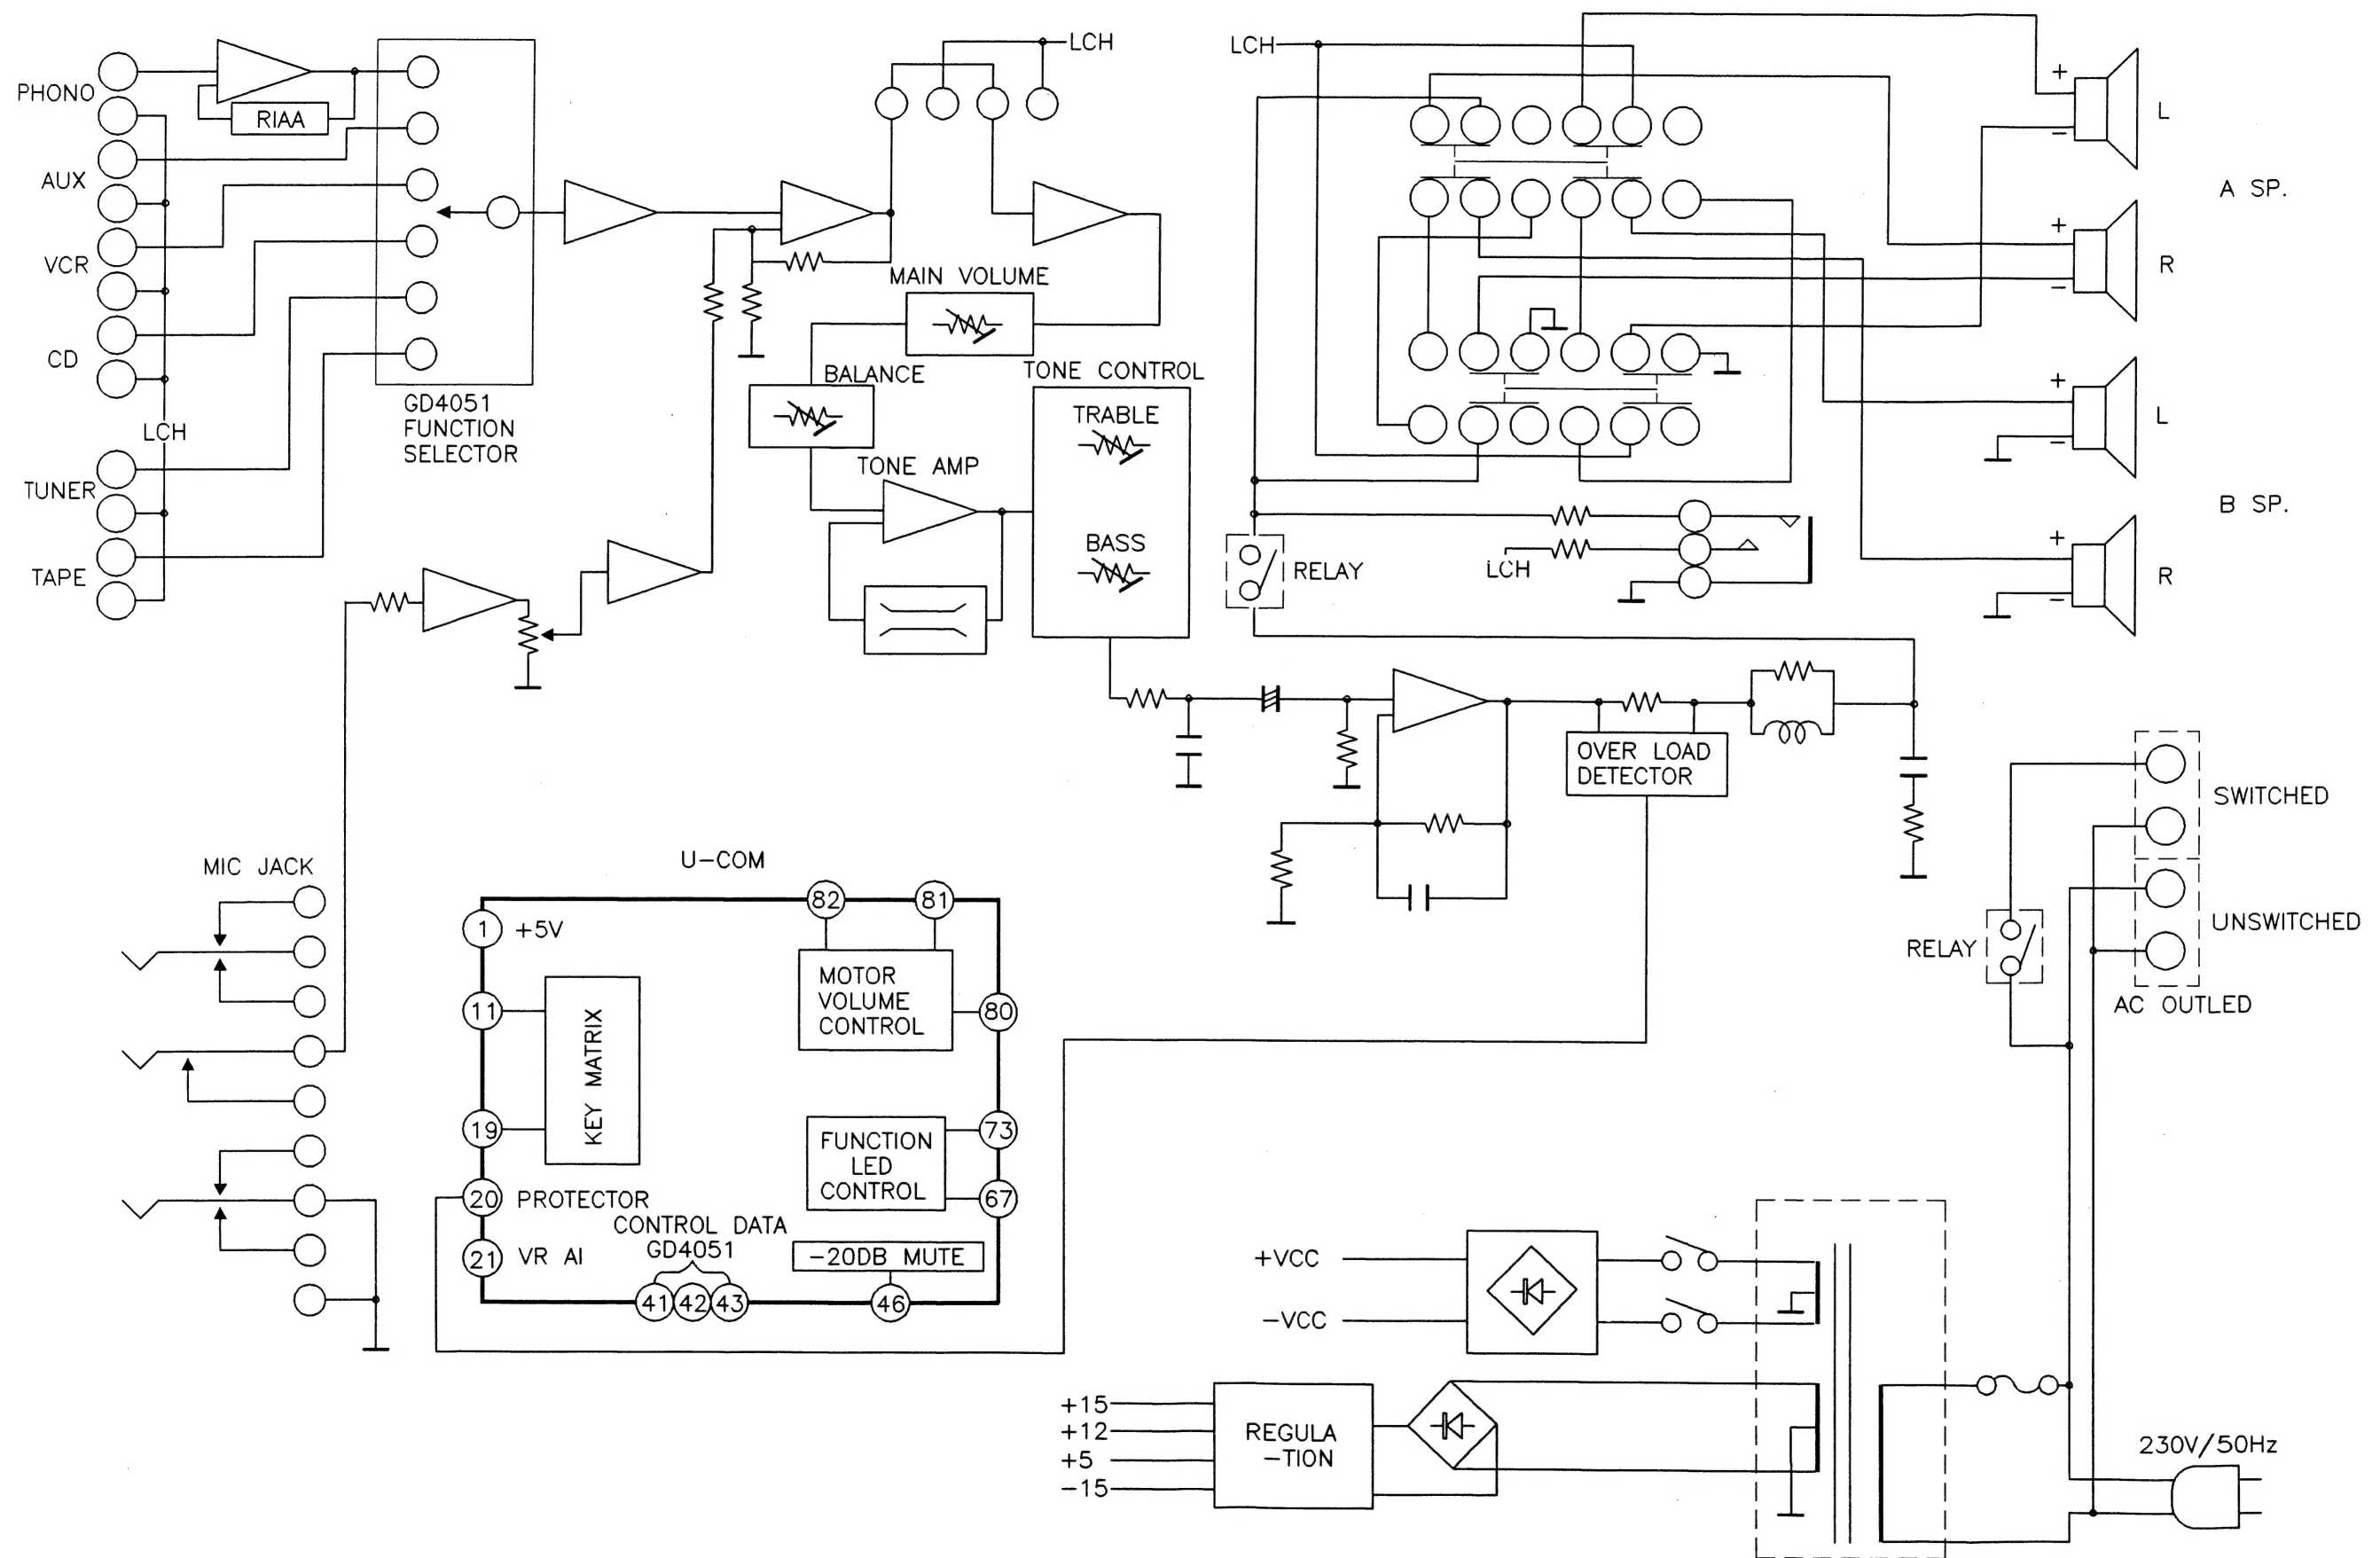 PHONO
RIAA
AUX
VCR
CD
LCH
TUNER
TAPE
GD4051
FUNCTION
SELECTOR
LCH
MAIN VOLUME
BALANCE
TONE AMP
TONE CONTROL
TRABLE
BASS
LCH
+
L
-
A SP.
+
R
-
+
L
-
B SP.
+
R
-
RELAY
LCH
OVER LOAD
DETECTOR
SWITCHED
UNSWITCHED
RELAY
AC OUTLED
MIC JACK
U-COM
82
81
1
+5V
11
KEY MATRIX
19
MOTOR
VOLUME
CONTROL
80
FUNCTION
LED
CONTROL
73
67
20
PROTECTOR
CONTROL DATA
GD4051
21
VR AI
-20DB MUTE
41
42
43
46
+VCC
-VCC
+15
+12
+5
-15
REGULA
-TION
230V/50Hz